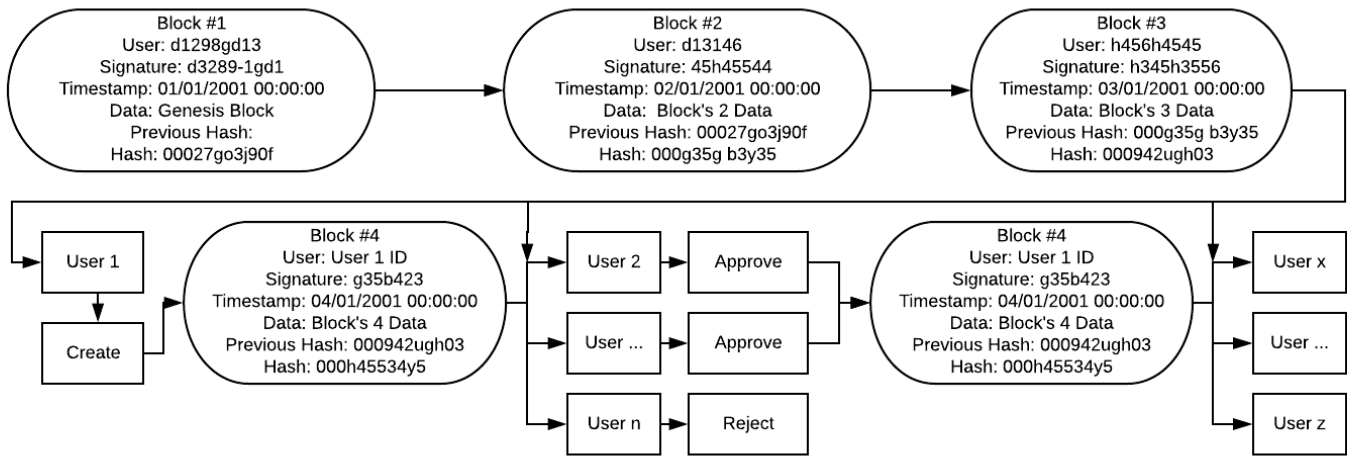 Block #1
User: d1298gd13
Signature: d3289-1gd1
Timestamp: 01/01/2001 00:00:00
Data: Genesis Block
Previous Hash:
Hash: 00027go3j90f
Block #2
User: d13146
Signature: 45h45544
Timestamp: 02/01/2001 00:00:00
Data:  Block's 2 Data
Previous Hash: 00027go3j90f
Hash: 000g35g b3y35
Block #3
User: h456h4545
Signature: h345h3556
Timestamp: 03/01/2001 00:00:00
Data: Block's 3 Data
Previous Hash: 000g35g b3y35
Hash: 000942ugh03
User 1
Create
Block #4
User: User 1 ID
Signature: g35b423
Timestamp: 04/01/2001 00:00:00
Data: Block's 4 Data
Previous Hash: 000942ugh03
Hash: 000h45534y5
User 2
Approve
User ...
Approve
User n
Reject
Block #4
User: User 1 ID
Signature: g35b423
Timestamp: 04/01/2001 00:00:00
Data: Block's 4 Data
Previous Hash: 000942ugh03
Hash: 000h45534y5
User x
User ...
User z